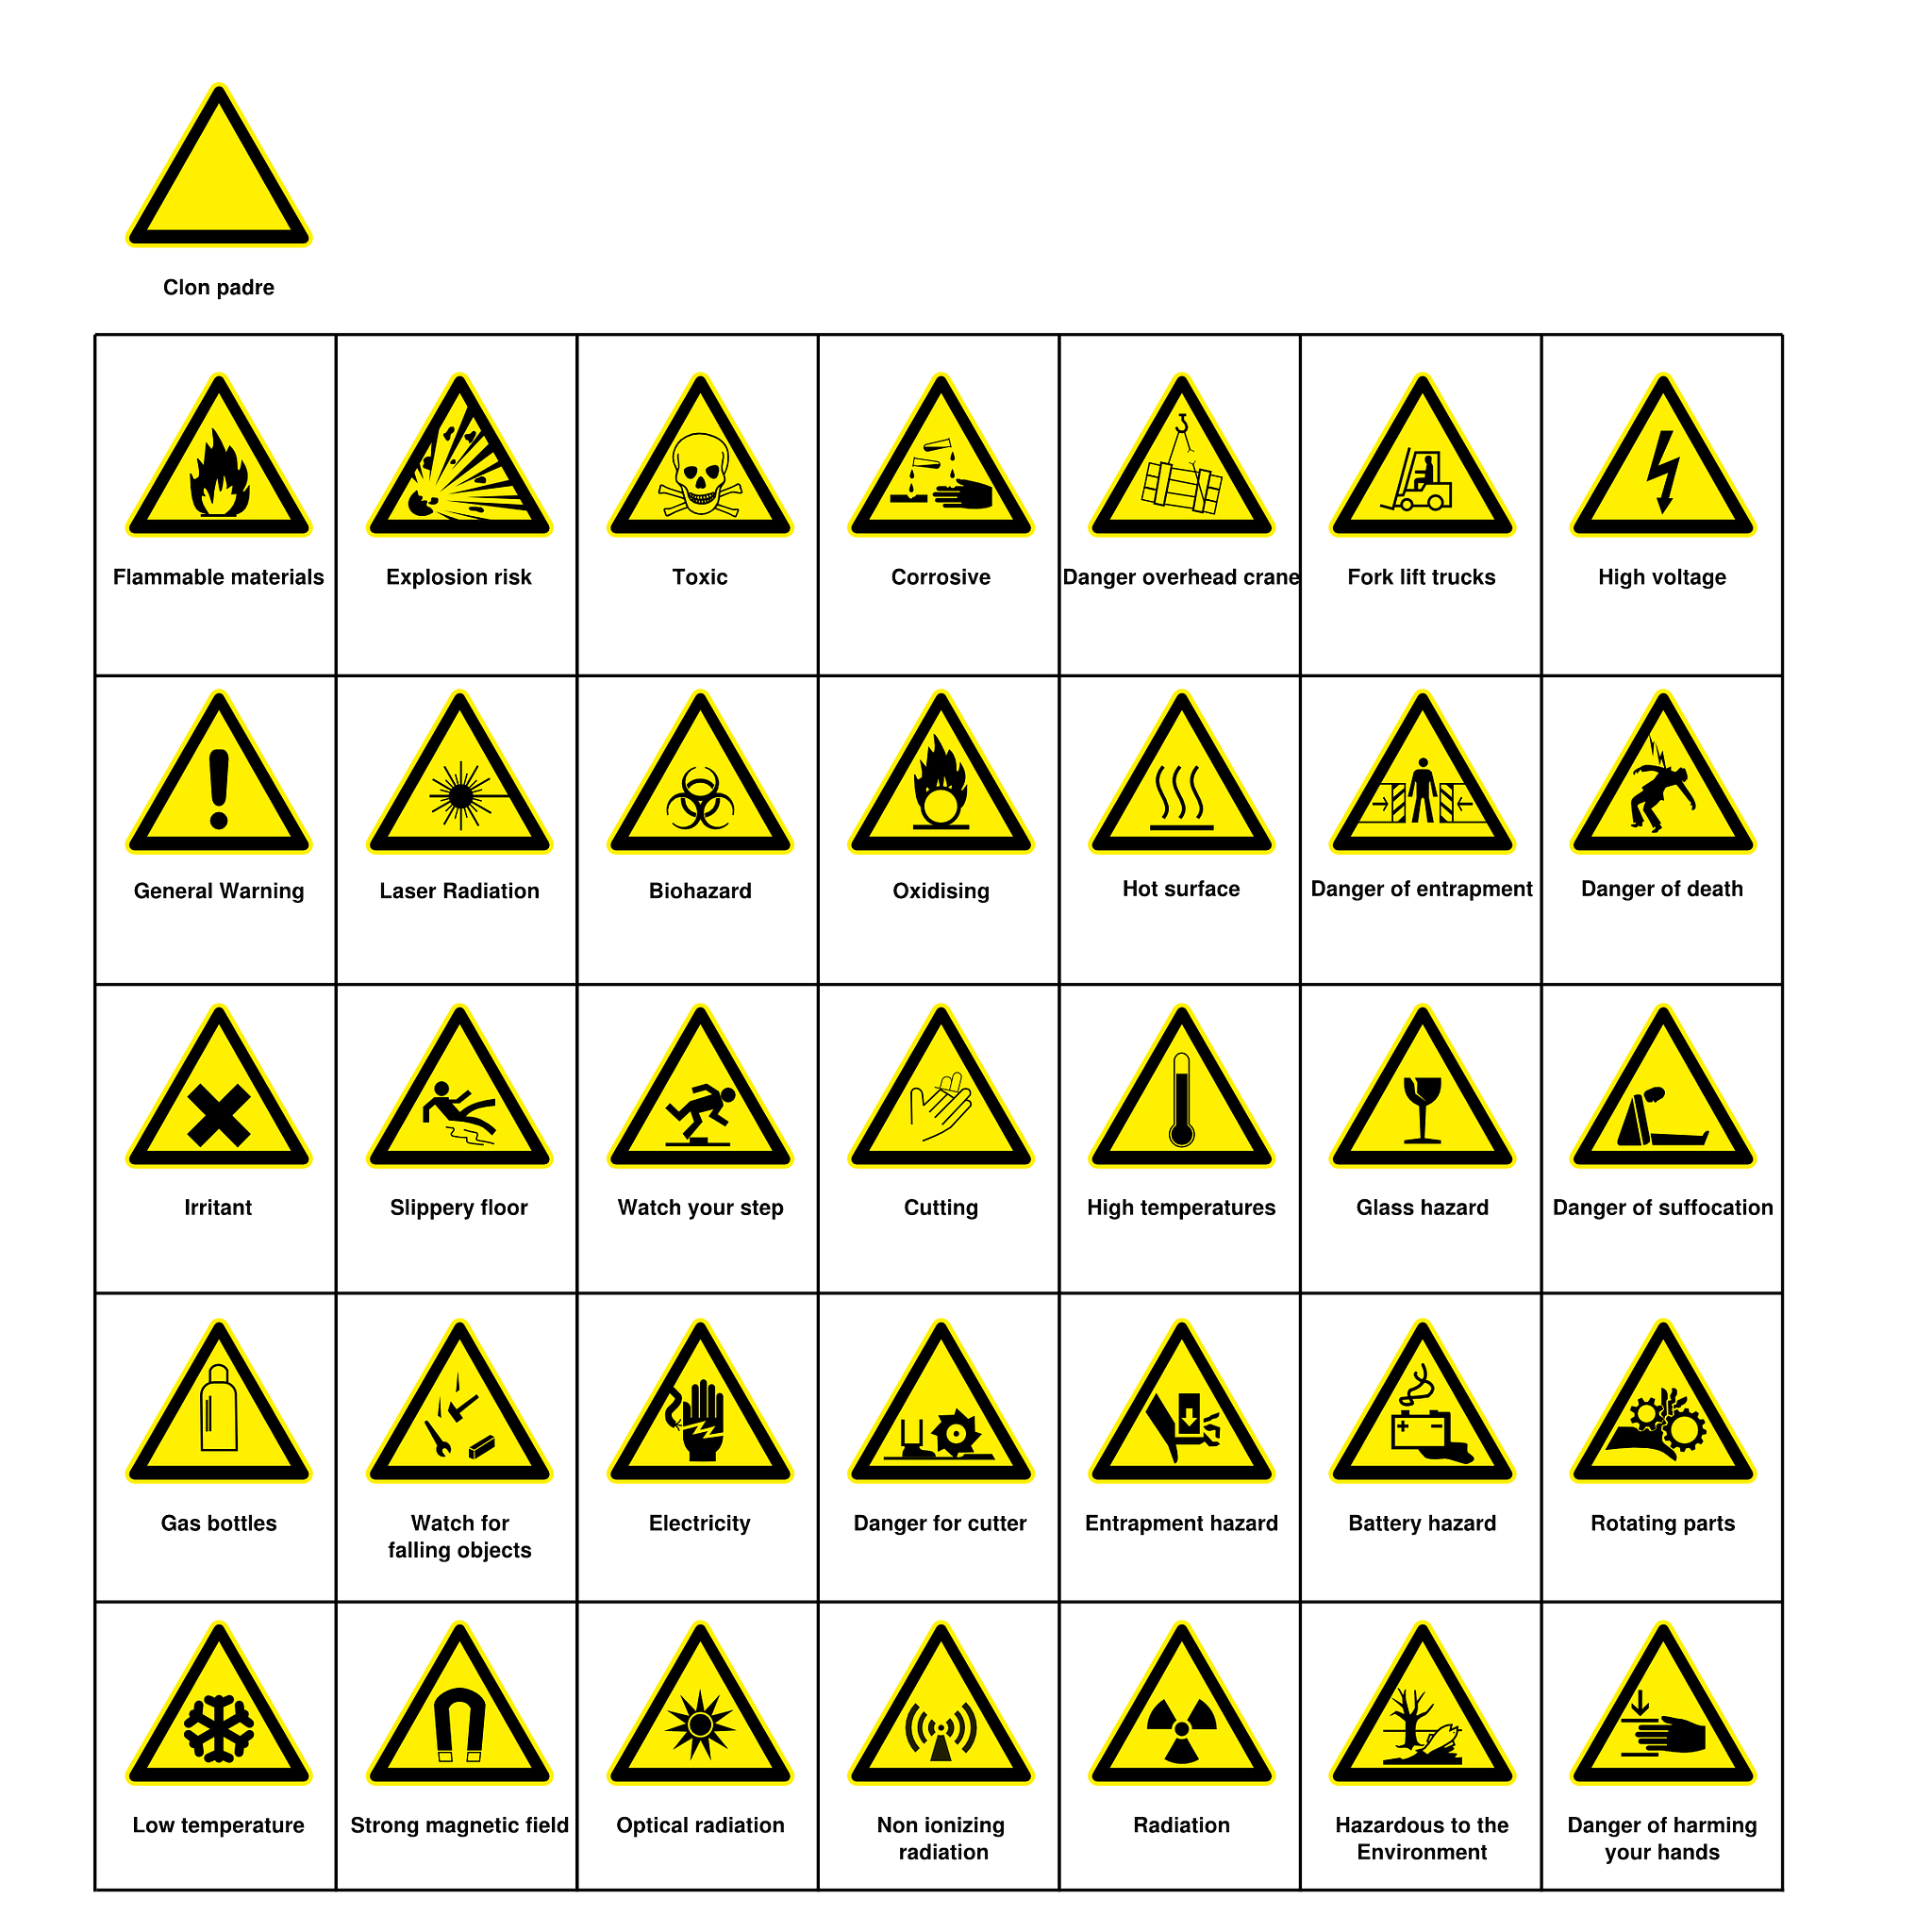 Clon padre
Flammable materials
Explosion risk
Toxic
Corrosive
Danger overhead crane
Fork lift trucks
High voltage
General Warning
Laser Radiation
Biohazard
Oxidising
Hot surface
Danger of entrapment
Danger of death
Irritant
Slippery floor
Watch your step
Cutting
High temperatures
Glass hazard
Danger of suffocation
Gas bottles
Watch for
falling objects
Electricity
Danger for cutter
Entrapment hazard
Battery hazard
Rotating parts
Low temperature
Strong magnetic field
Optical radiation
Non ionizing
radiation
Radiation
Hazardous to the
Environment
Danger of harming
your hands